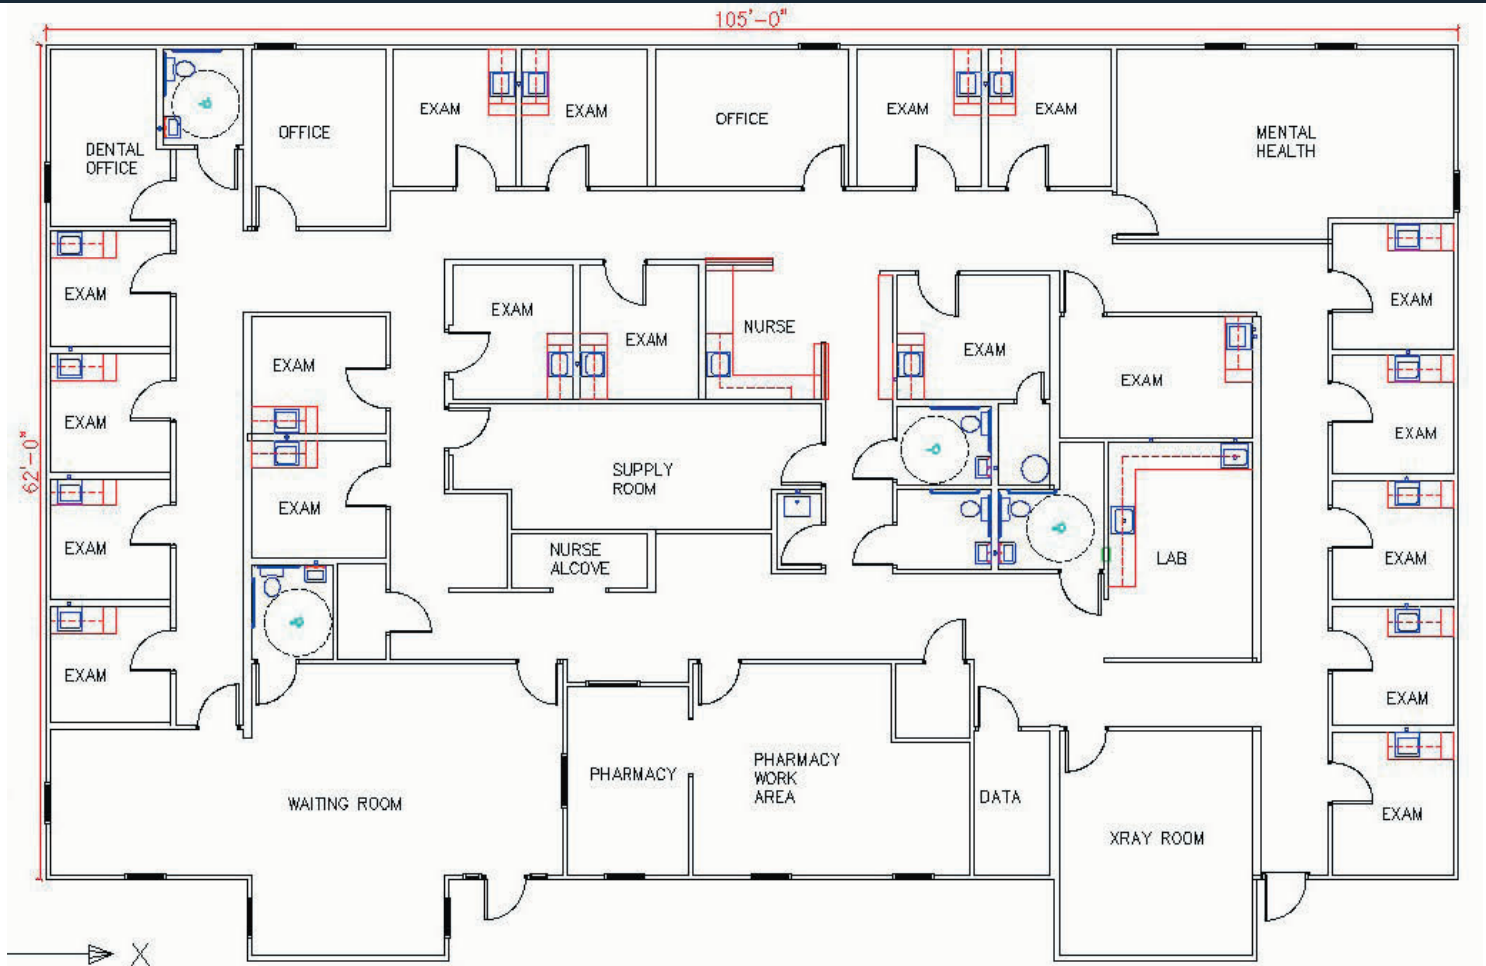 105'-0"
EXAM
EXAM
OFFICE
EXAM
EXAM
OFFICE
MENTAL
HEALTH
DENTAL
OFFICE
EXAM
EXAM
EXAM
NURSE
EXAM
EXAM
EXAM
EXAM
EXAM
EXAM
EXAM
62'-0"
SUPPLY
ROOM
EXAM
EXAM
NURSE
ALCOVE
LAB
EXAM
EXAM
EXAM
PHARMACY
WORK
AREA
PHARMACY
WAITING ROOM
DATA
EXAM
XRAY ROOM
X